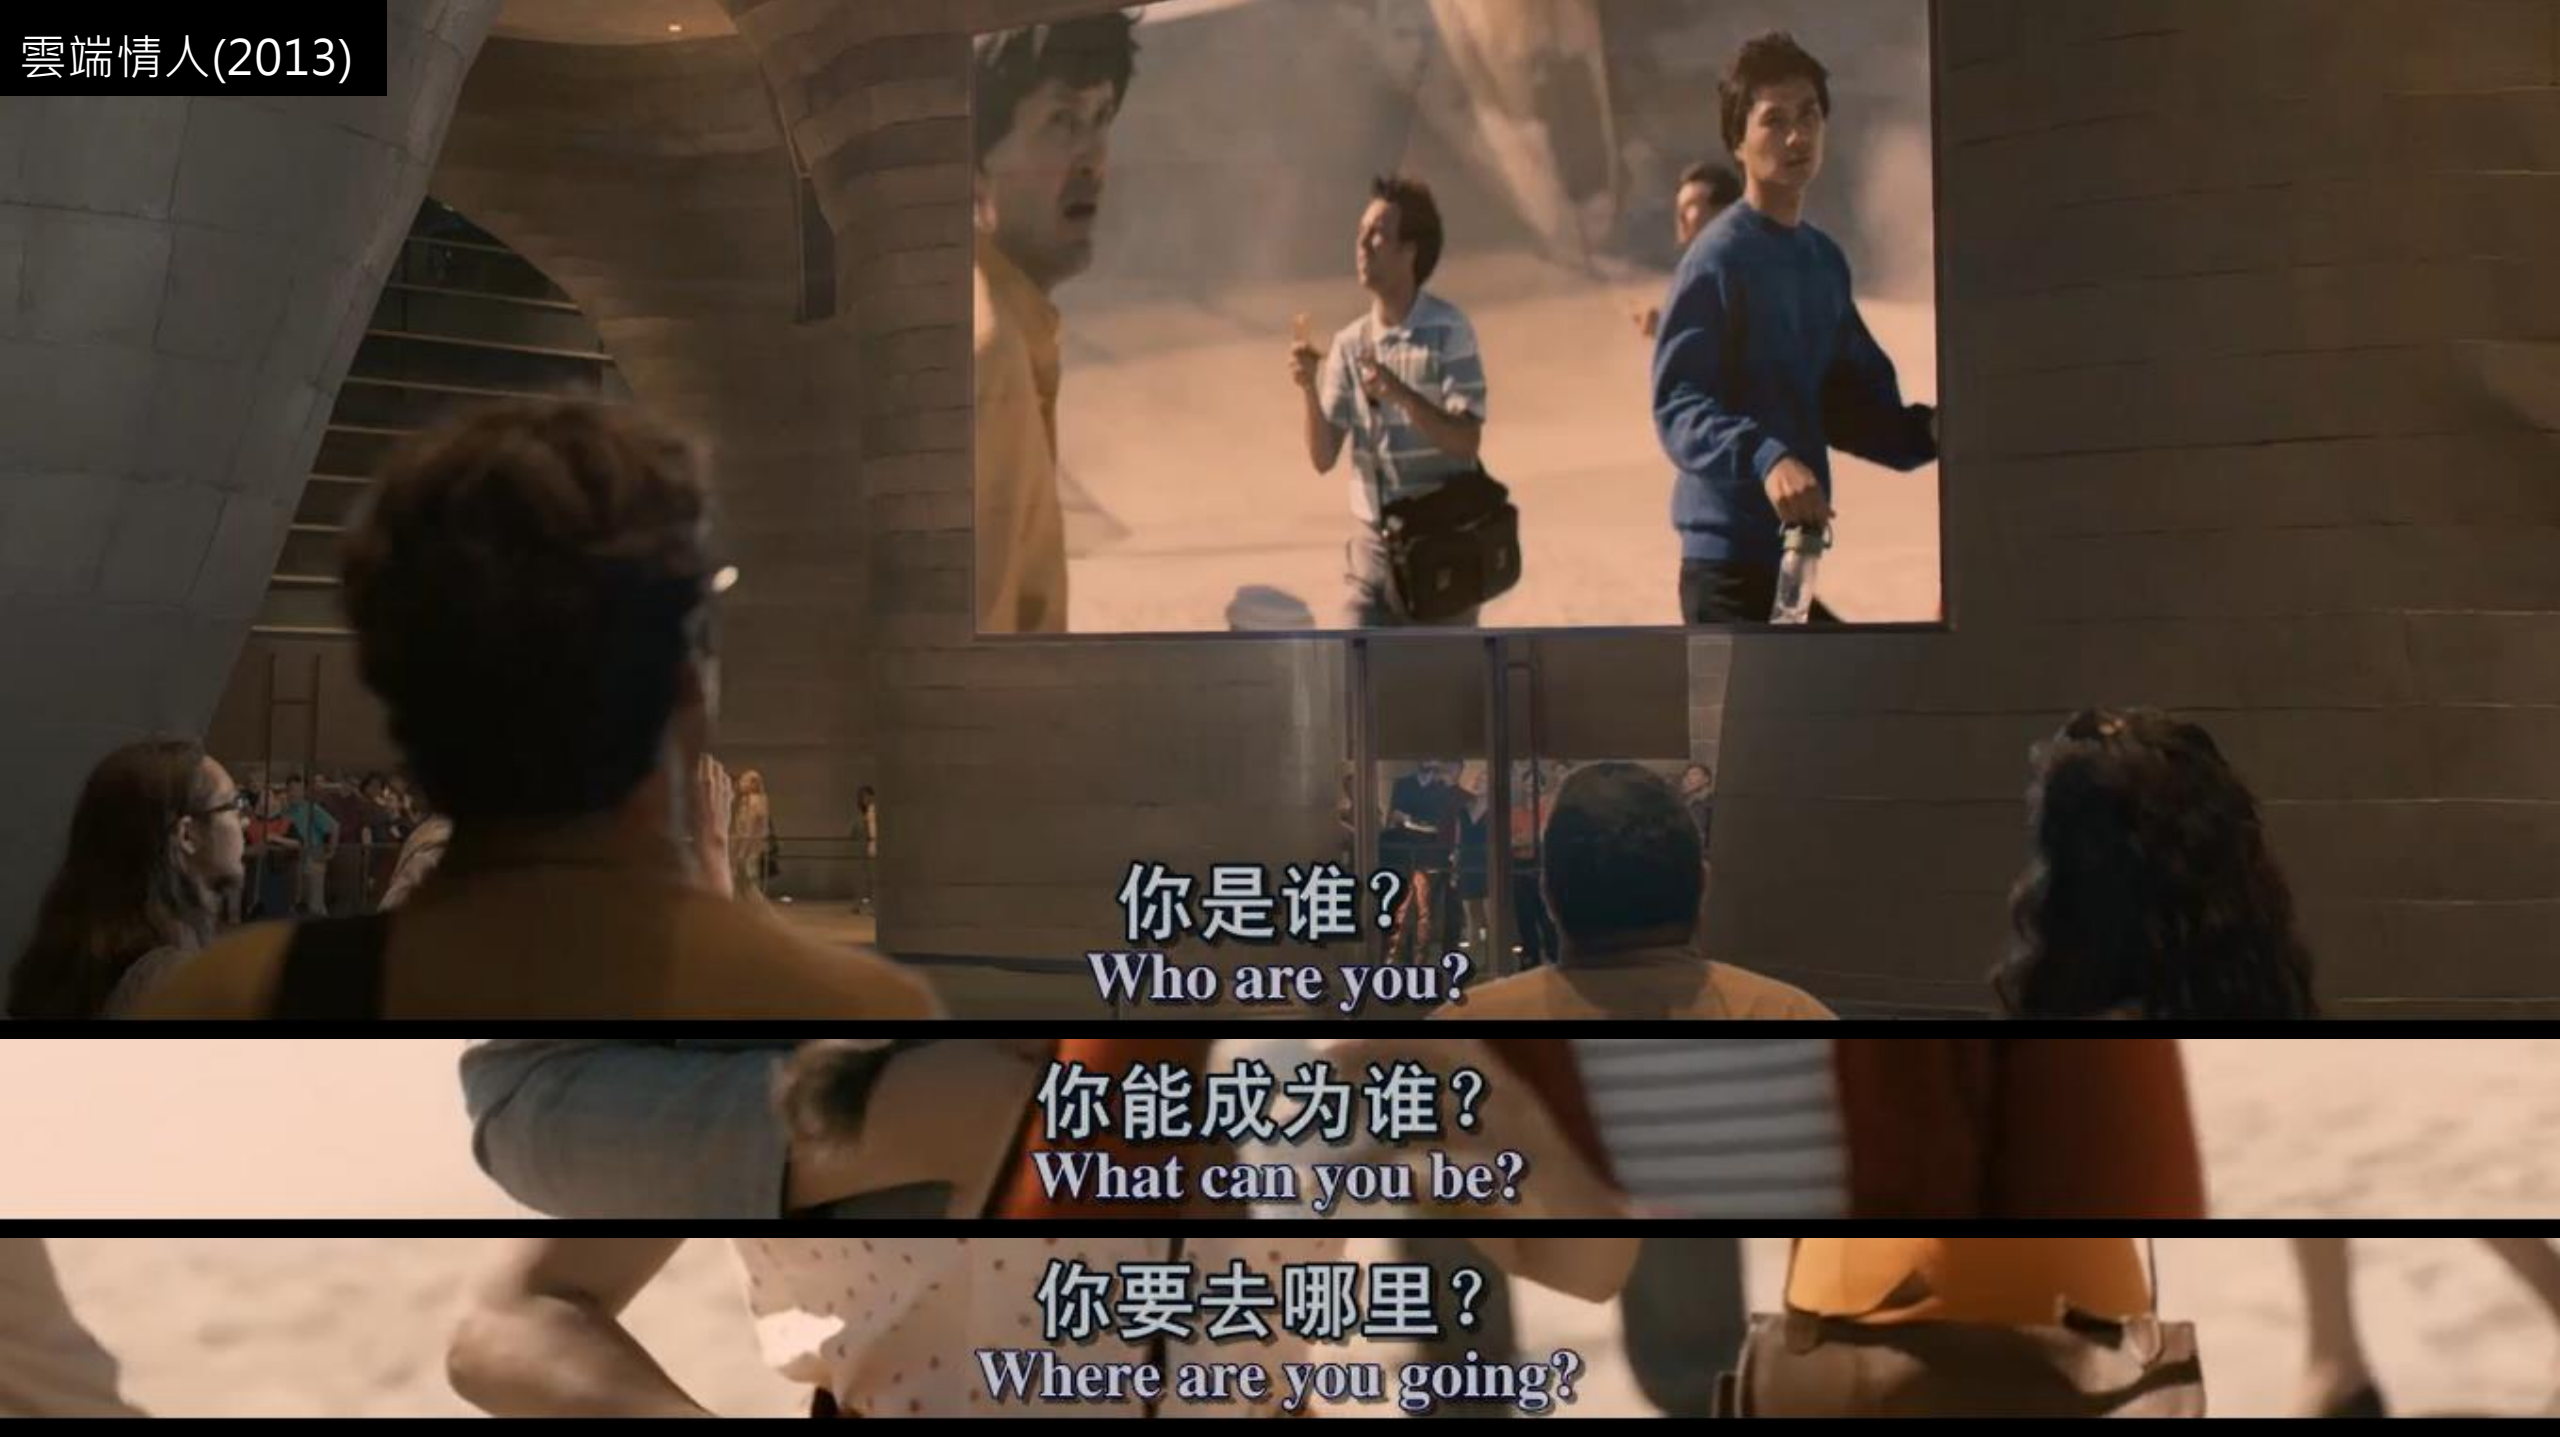 雲端情人(2013)
你是谁?
Who are you?
你能成为谁?
What can you be?
你要去哪里?
Where are you going?